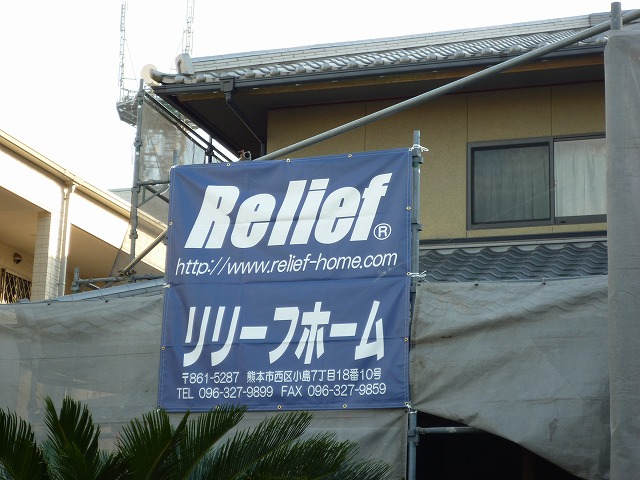 Relief®
http://www.relief-home.com
リリーフホーム
〒861-5287 熊本市西区小島7丁目18番10号
TEL 096-327-9899 FAX 096-327-9859